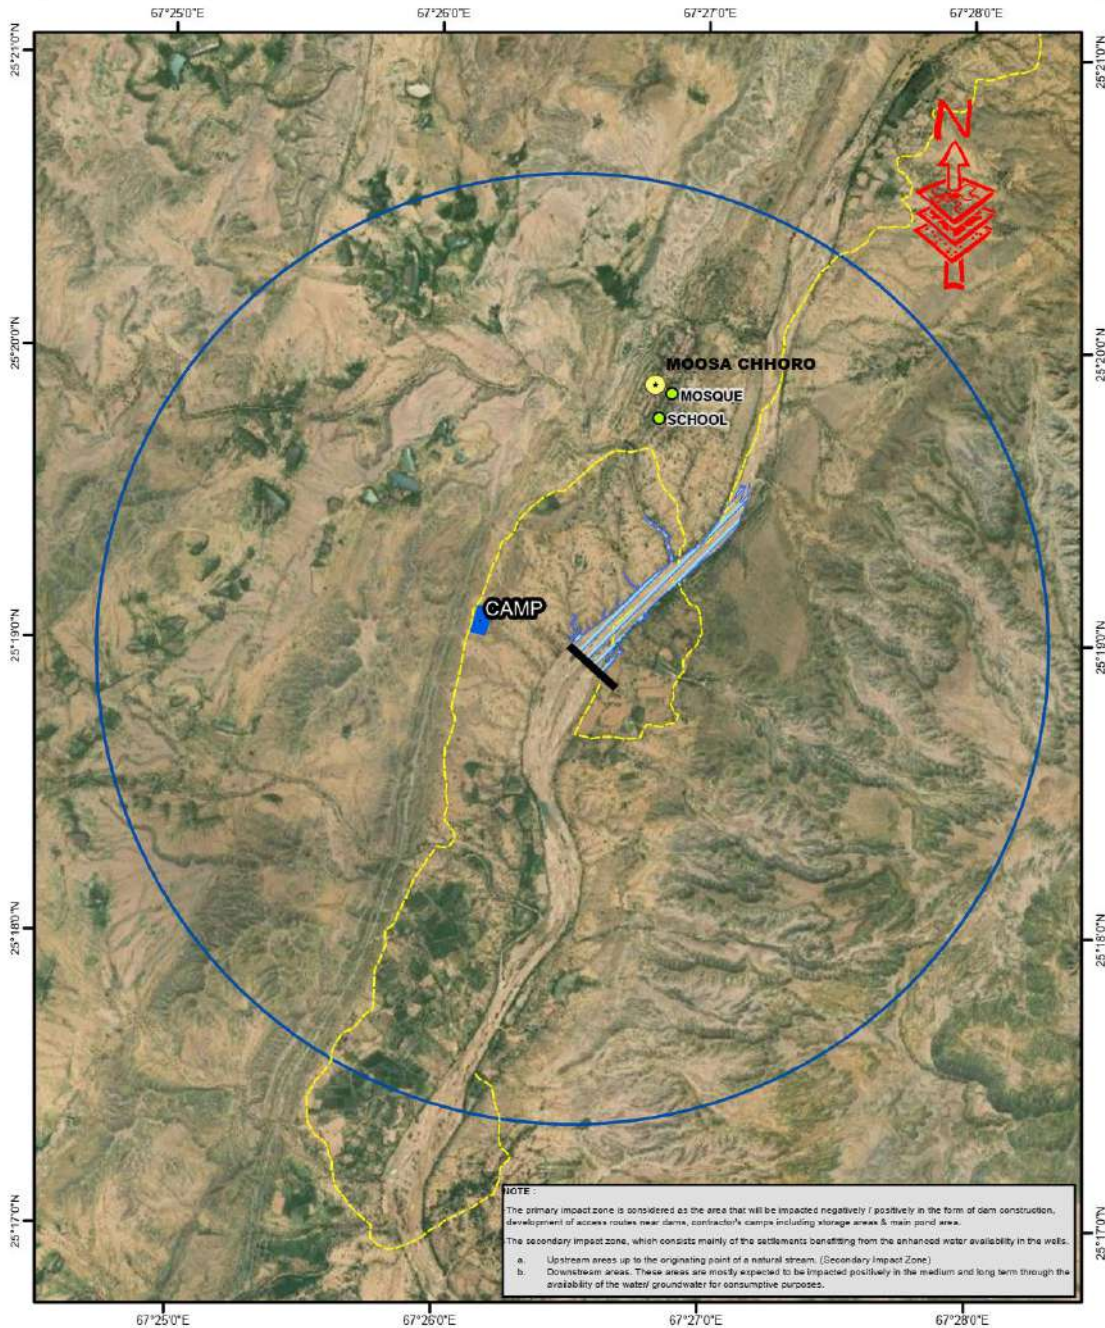 67°25'0"E
67°26'0"E
67°27'0"E
67°28'0"E
25°21'0"N
25°21'0"N
N
25°20'0"N
25°20'0"N
MOOSA CHHORO
MOSQUE
SCHOOL
CAMP
25°19'0"N
25°19'0"N
25°18'0"N
25°18'0"N
25°17'0"N
25°17'0"N
NOTE :
The primary impact zone is considered as the area that will be impacted negatively / positively in the form of dam construction,
development of access routes near dams, contractor's camps including storage areas & main pond area.
The secondary impact zone, which consists mainly of the settlements benefitting from the enhanced water availability in the wells.
a. Upstream areas up to the originating point of a natural stream. (Secondary Impact Zone)
b. Downstream areas. These areas are mostly expected to be impacted positively in the medium and long term through the
availability of the water/ groundwater for consumptive purposes.
67°25'0"E
67°26'0"E
67°27'0"E
67°28'0"E